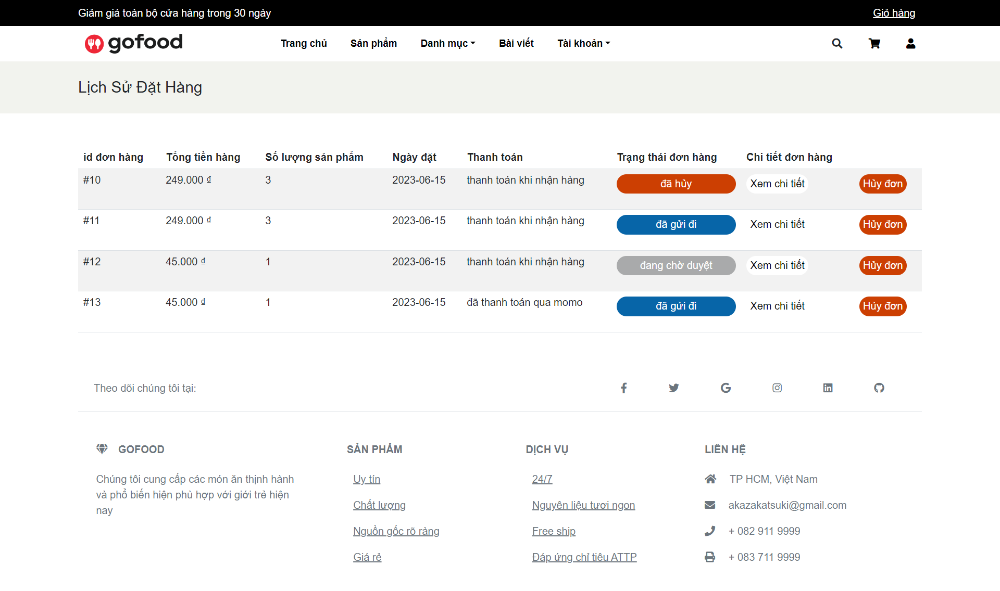 Giảm giá toàn bộ cửa hàng trong 30 ngày Giỏ hàng
gofood Trang chủ Sản phẩm Danh mục Bài viết Tài khoản
Lịch Sử Đặt Hàng
id đơn hàng Tổng tiền hàng Số lượng sản phẩm Ngày đặt Thanh toán Trạng thái đơn hàng Chi tiết đơn hàng
#10 249.000 ₫ 3 2023-06-15 thanh toán khi nhận hàng đã hủy Xem chi tiết Hủy đơn
#11 249.000 ₫ 3 2023-06-15 thanh toán khi nhận hàng đã gửi đi Xem chi tiết Hủy đơn
#12 45.000 ₫ 1 2023-06-15 thanh toán khi nhận hàng đang chờ duyệt Xem chi tiết Hủy đơn
#13 45.000 ₫ 1 2023-06-15 đã thanh toán qua momo đã gửi đi Xem chi tiết Hủy đơn
Theo dõi chúng tôi tại:
GOFOOD
Chúng tôi cung cấp các món ăn thịnh hành
và phổ biến hiện phù hợp với giới trẻ hiện
nay
SẢN PHẨM
Uy tín
Chất lượng
Nguồn gốc rõ ràng
Giá rẻ
DỊCH VỤ
24/7
Nguyên liệu tươi ngon
Free ship
Đáp ứng chỉ tiêu ATTP
LIÊN HỆ
TP HCM, Việt Nam
akazakatsuki@gmail.com
+ 082 911 9999
+ 083 711 9999